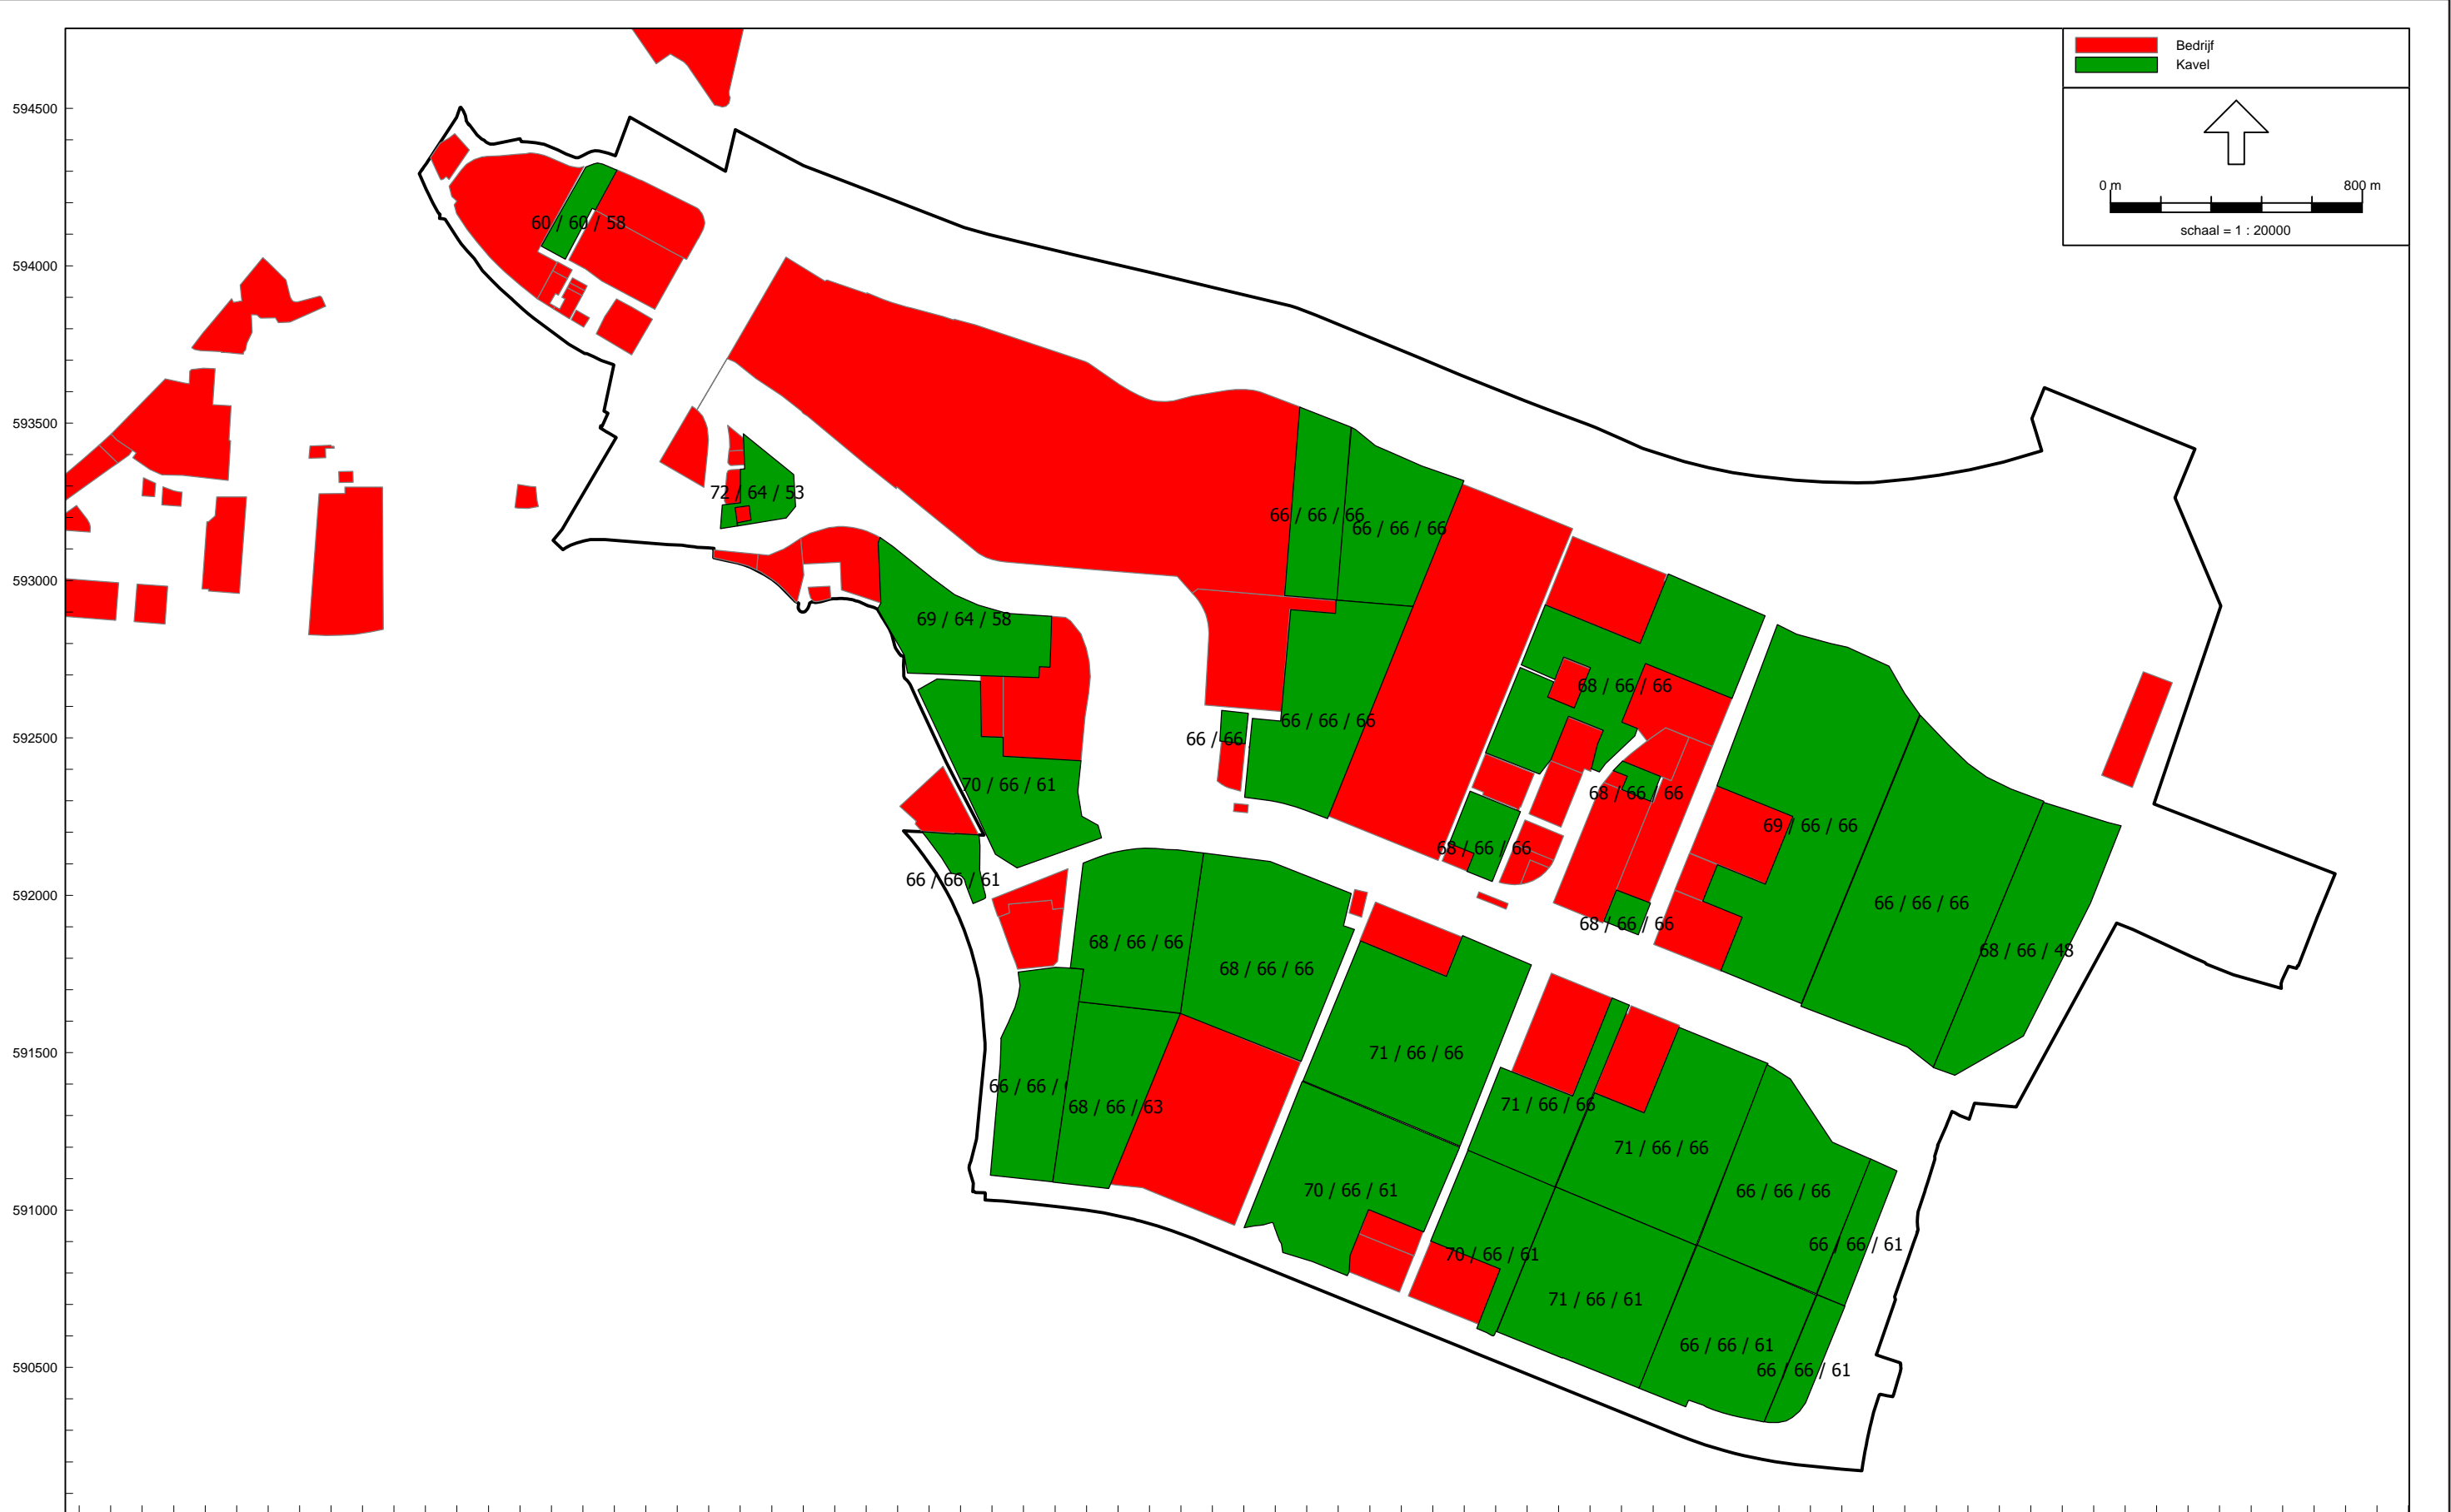 Bedrijf
Kavel
0 m 800 m
schaal = 1 : 20000
594500
594000
593500
593000
592500
592000
591500
591000
590500
60 / 60 / 58
72 / 64 / 53
66 / 66 / 66
66 / 66 / 66
69 / 64 / 58
68 / 66 / 66
66 / 66 / 66
66 / 66
70 / 66 / 61
68 / 66 / 66
69 / 66 / 66
68 / 66 / 66
66 / 66 / 61
66 / 66 / 66
68 / 66 / 66
68 / 66 / 66
68 / 66 / 48
68 / 66 / 66
71 / 66 / 66
66 / 66 /
68 / 66 / 63
71 / 66 / 66
71 / 66 / 66
70 / 66 / 61
66 / 66 / 66
66 / 66 / 61
70 / 66 / 61
71 / 66 / 61
66 / 66 / 61
66 / 66 / 61